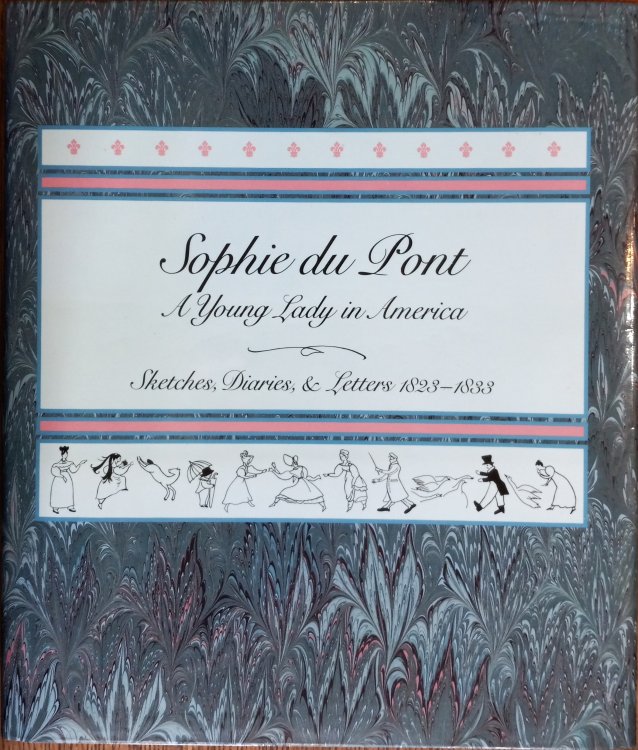 Sophie du Pont
A Young Lady in America
Sketches, Diaries, & Letters 1823–1833